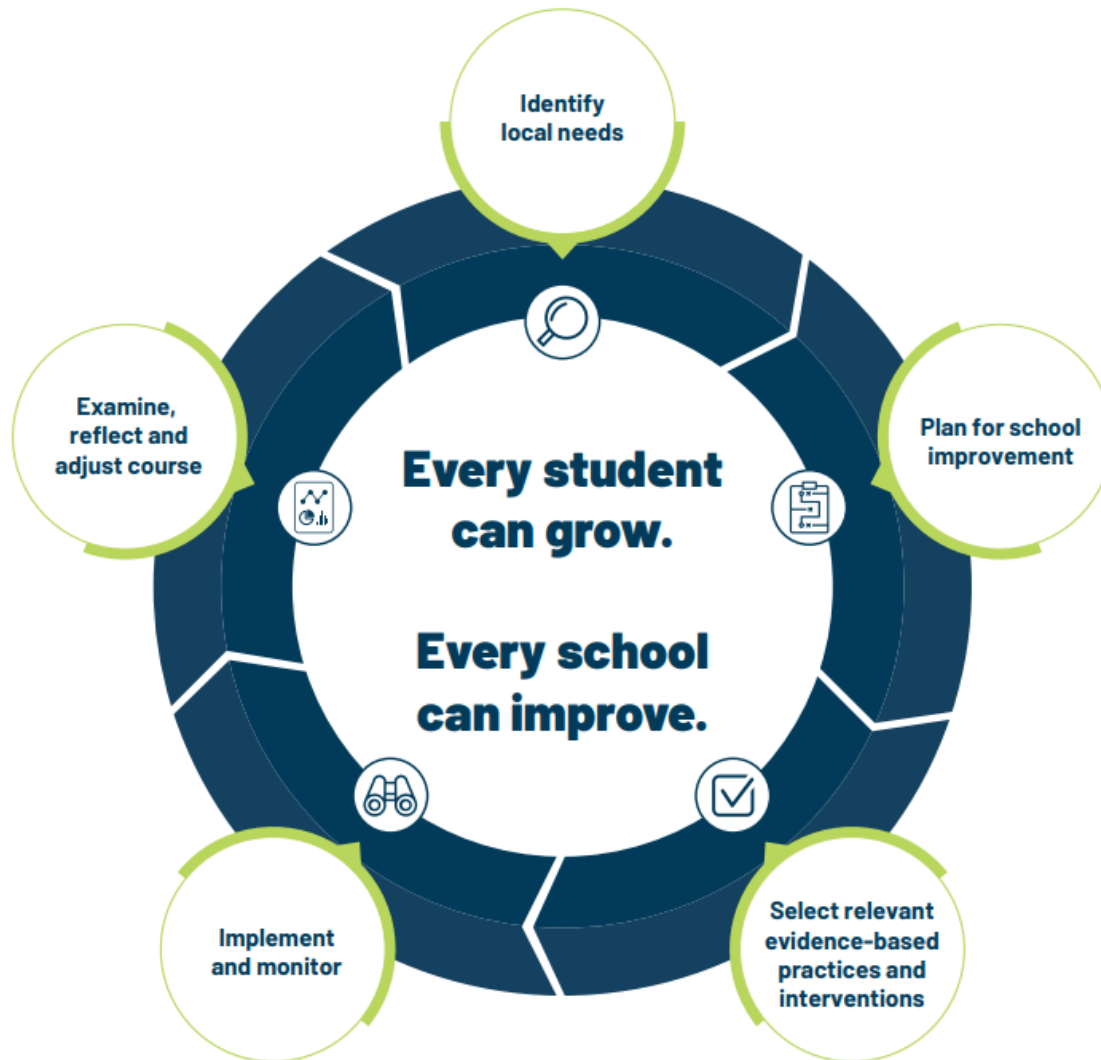 Identify
local needs
Plan for school
improvement
Select relevant
evidence-based
practices and
interventions
Implement
and monitor
Examine,
reflect and
adjust course
Every student
can grow.
Every school
can improve.